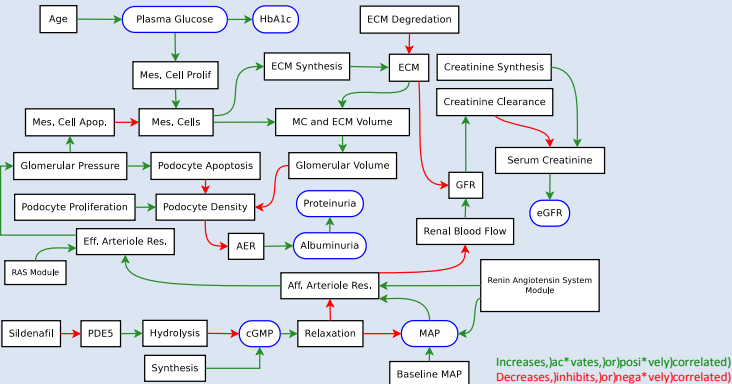 Age
Plasma Glucose
HbA1c
ECM Degredation
Mes. Cell Prolif
ECM Synthesis
ECM
Creatinine Synthesis
Creatinine Clearance
Mes. Cell Apop.
Mes. Cells
MC and ECM Volume
Serum Creatinine
Glomerular Pressure
Podocyte Apoptosis
Glomerular Volume
GFR
Podocyte Proliferation
Podocyte Density
Proteinuria
eGFR
Eff. Arteriole Res.
AER
Albuminuria
Renal Blood Flow
RAS Module
Aff. Arteriole Res.
Renin Angiotensin System
Module
Sildenafil
PDE5
Hydrolysis
cGMP
Relaxation
MAP
Synthesis
Baseline MAP
Increases,)ac*vates,)or)posi*vely)correlated)
Decreases,)inhibits,)or)nega*vely)correlated)